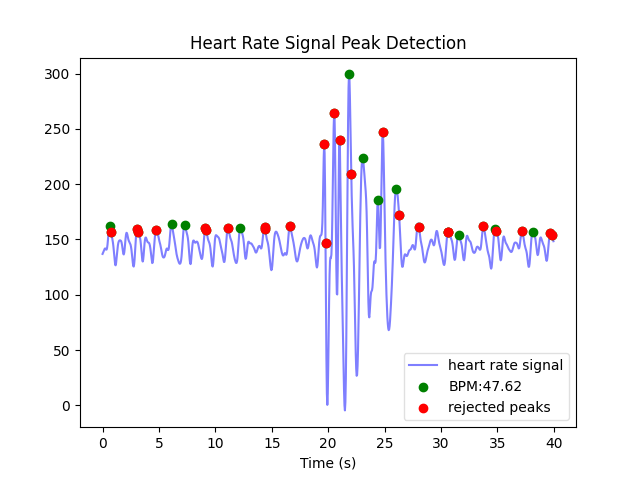 Heart Rate Signal Peak Detection
300
250
200
150
100
50
0
0 5 10 15 20 25 30 35 40
Time (s)
heart rate signal
BPM:47.62
rejected peaks